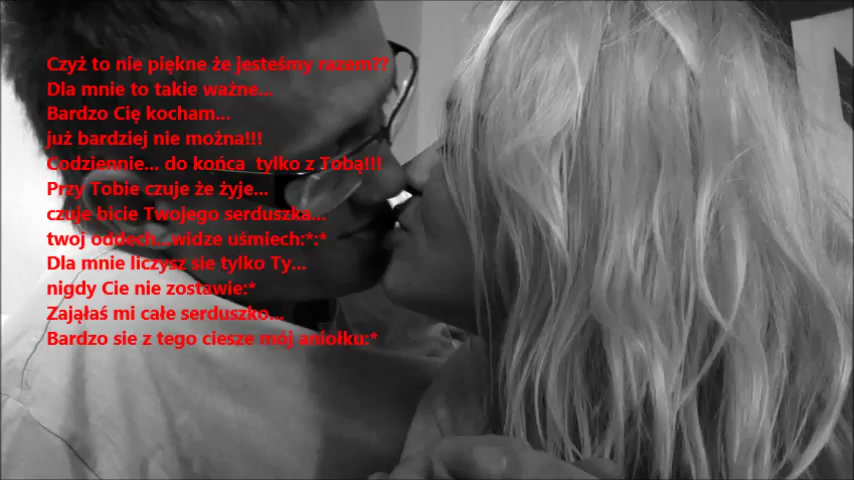 Czyż to nie piękne że jesteśmy razem??
Dla mnie to takie ważne...
Bardzo Cię kocham...
już bardziej nie można!!!
Codziennie... do końca  tylko z Tobą!!!
Przy Tobie czuje że żyje...
czuje bicie Twojego serduszka...
twoj oddech...widze uśmiech:*:*
Dla mnie liczysz sie tylko Ty...
nigdy Cie nie zostawie:*
Zająłaś mi całe serduszko...
Bardzo sie z tego ciesze mój aniołku:*